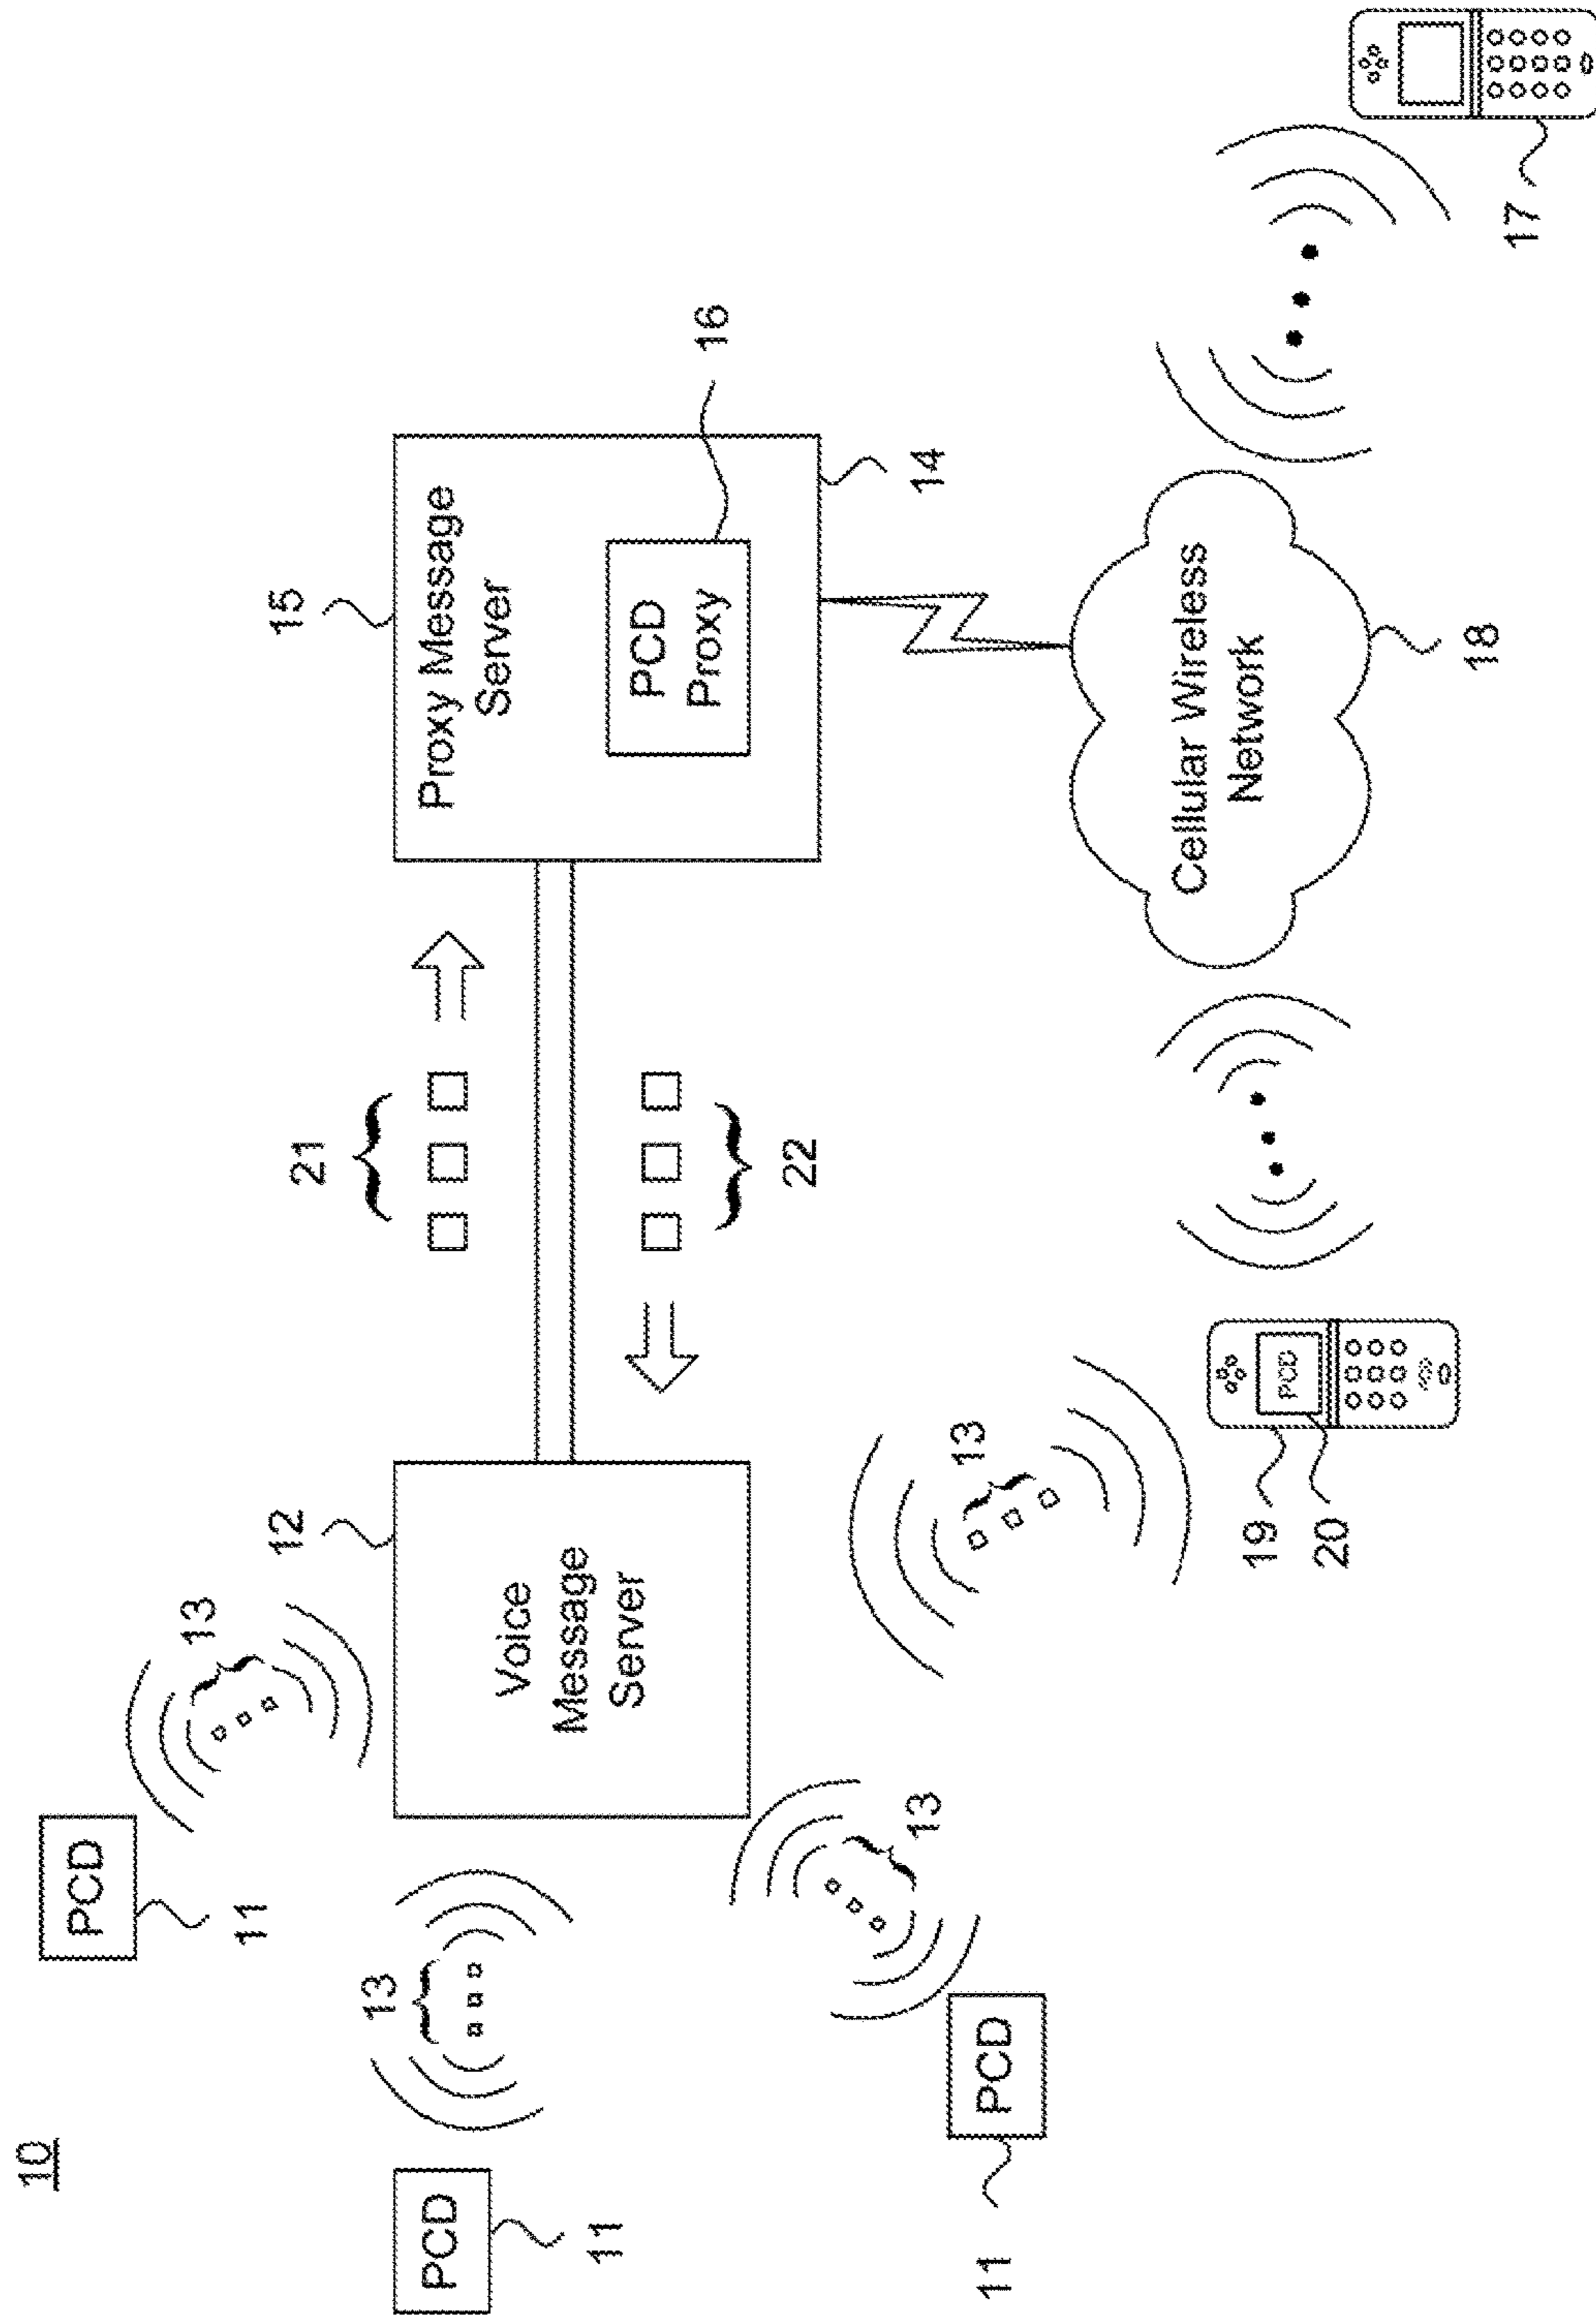 10
PCD
11
13
PCD
11
13
PCD
11
13
12
Voice
Message
Server
13
21
22
15
Proxy Message
Server
PCD
Proxy
16
14
Cellular Wireless
Network
18
PCD
19
20
17